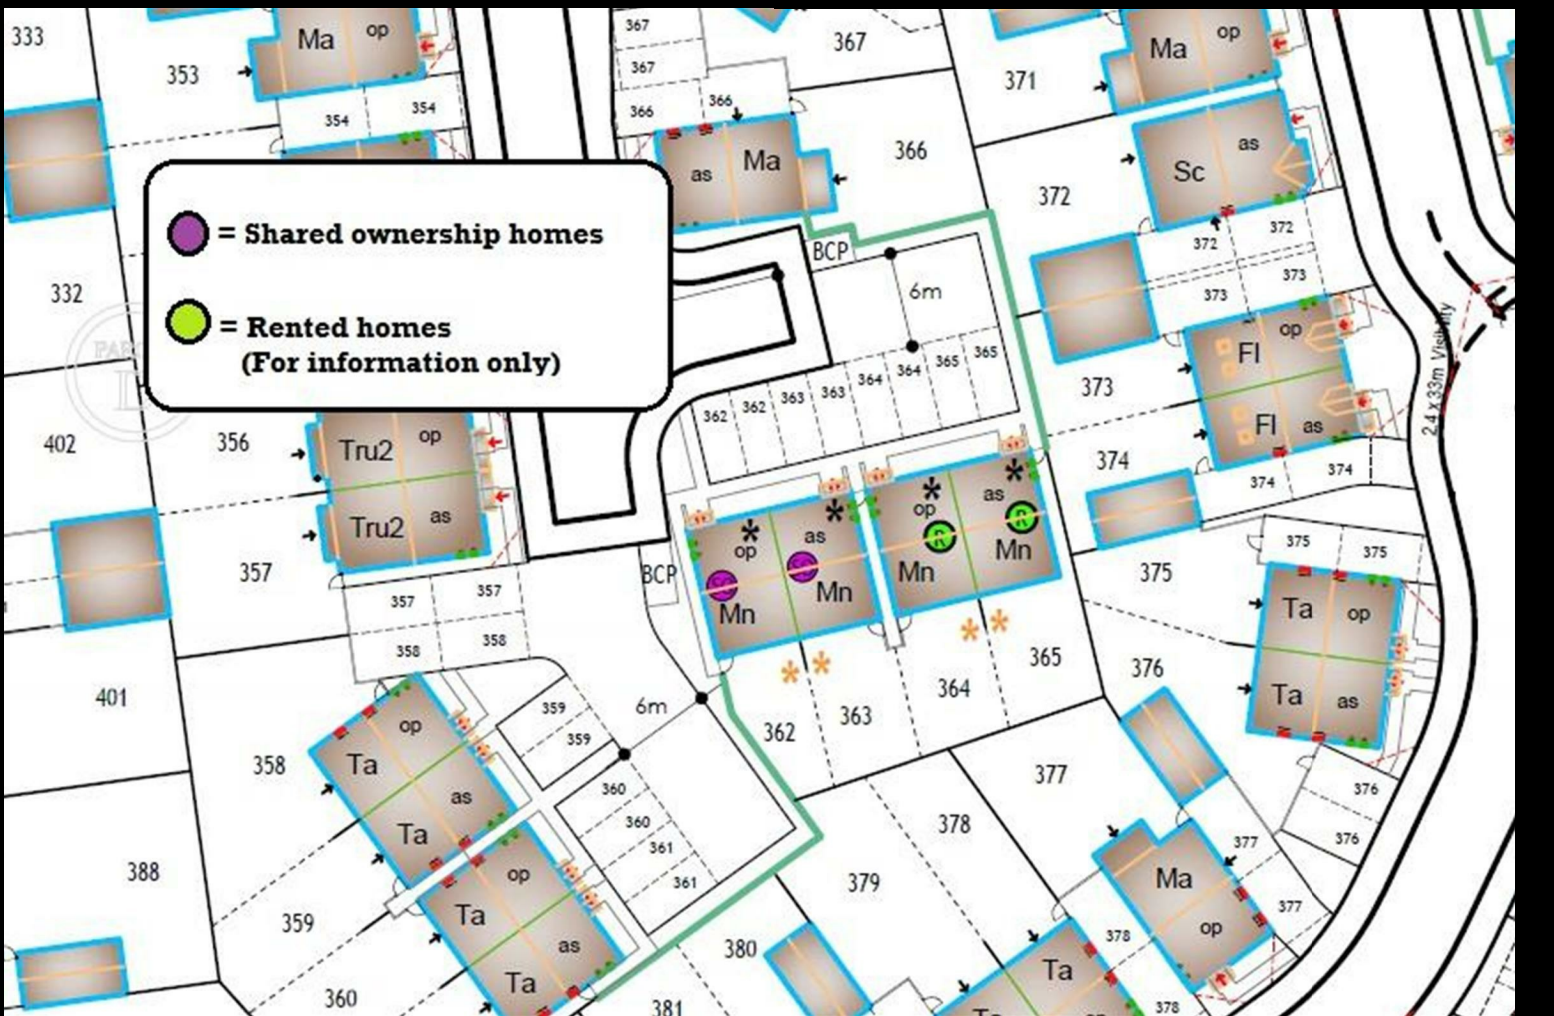 333
353
Ma
op
354
354
367
367
366
366
367
371
Ma
op
as
Ma
366
372
Sc
as
372
372
373
373
= Shared ownership homes
= Rented homes
(For information only)
332
BCP
6m
362
362
363
363
364
364
365
365
373
374
op
Fl
Fl
as
374
374
2.4 x 33m Visibility
402
356
Tru2
op
Tru2
as
357
357
357
358
358
BCP
op
as
SO
SO
Mn
Mn
op
as
R
R
Mn
Mn
375
375
375
Ta
op
Ta
as
376
376
376
401
358
op
Ta
as
Ta
359
359
6m
360
360
361
361
362
363
364
365
377
378
377
377
Ma
op
388
359
op
Ta
as
Ta
360
379
380
381
378
Ta
378